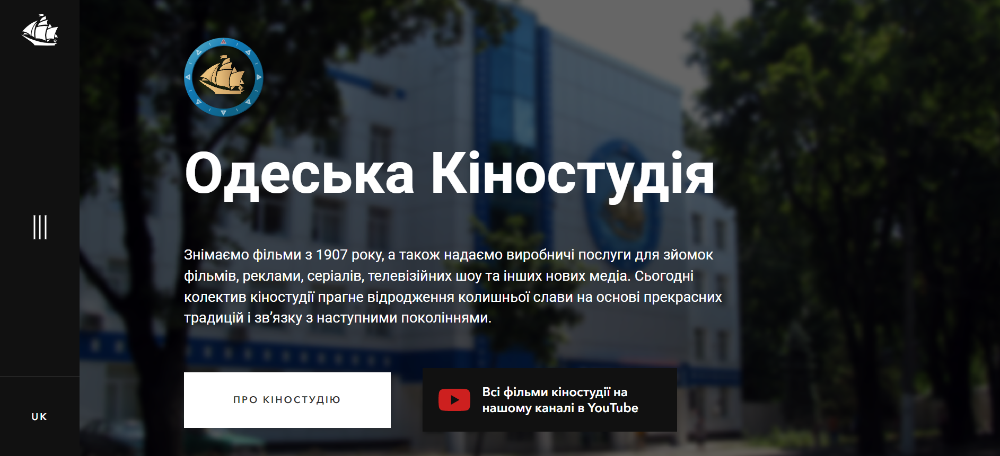 Одеська Кіностудія
Знімаємо фільми з 1907 року, а також надаємо виробничі послуги для зйомок
фільмів, реклами, серіалів, телевізійних шоу та інших нових медіа. Сьогодні
колектив кіностудії прагне відродження колишньої слави на основі прекрасних
традицій і зв’язку з наступними поколіннями.
ПРО КІНОСТУДІЮ
Всі фільми кіностудії на
нашому каналі в YouTube
UK